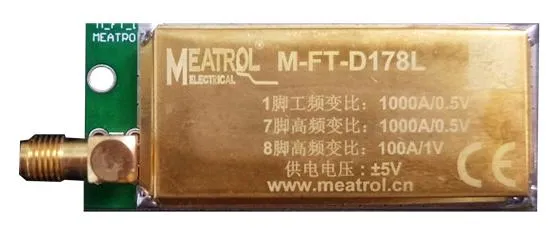 MEATROL
ELECTRICAL
M-FT-D178L
1脚工频变比：1000A/0.5V
7脚高频变比：1000A/0.5V
8脚高频变比：100A/1V
供电电压：±5V
www.meatrol.cn
CE
MEATRO